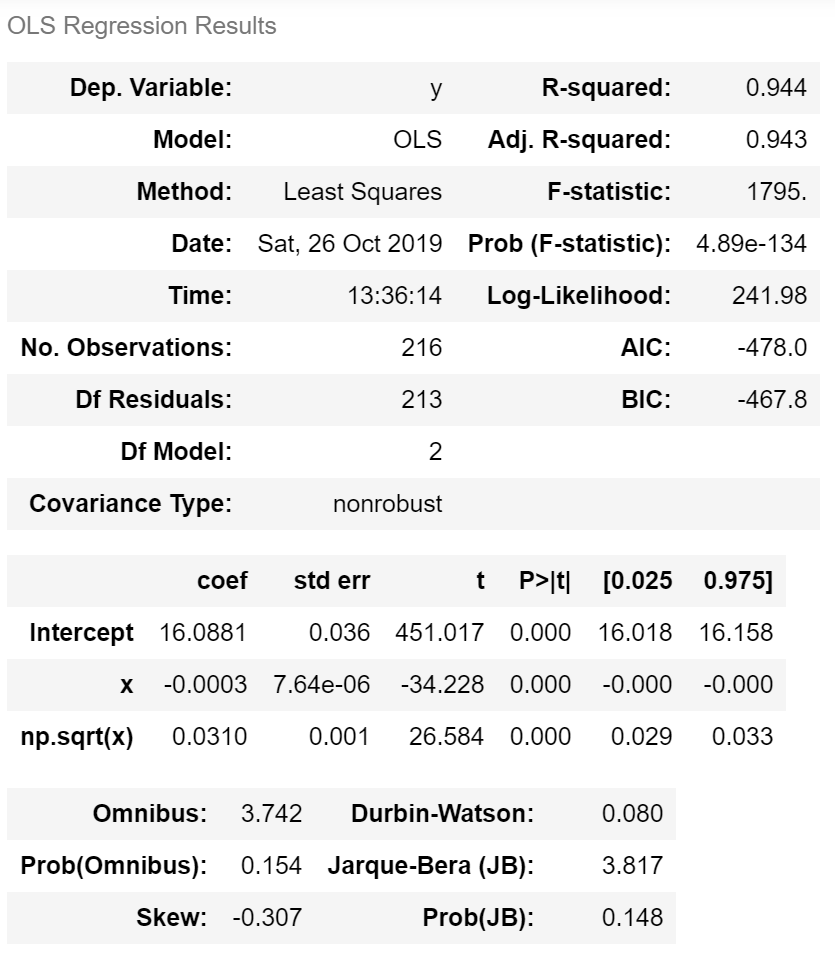 OLS Regression Results
Dep. Variable: y R-squared: 0.944
Model: OLS Adj. R-squared: 0.943
Method: Least Squares F-statistic: 1795.
Date: Sat, 26 Oct 2019 Prob (F-statistic): 4.89e-134
Time: 13:36:14 Log-Likelihood: 241.98
No. Observations: 216 AIC: -478.0
Df Residuals: 213 BIC: -467.8
Df Model: 2
Covariance Type: nonrobust
coef std err t P>|t| [0.025 0.975]
Intercept 16.0881 0.036 451.017 0.000 16.018 16.158
x -0.0003 7.64e-06 -34.228 0.000 -0.000 -0.000
np.sqrt(x) 0.0310 0.001 26.584 0.000 0.029 0.033
Omnibus: 3.742 Durbin-Watson: 0.080
Prob(Omnibus): 0.154 Jarque-Bera (JB): 3.817
Skew: -0.307 Prob(JB): 0.148